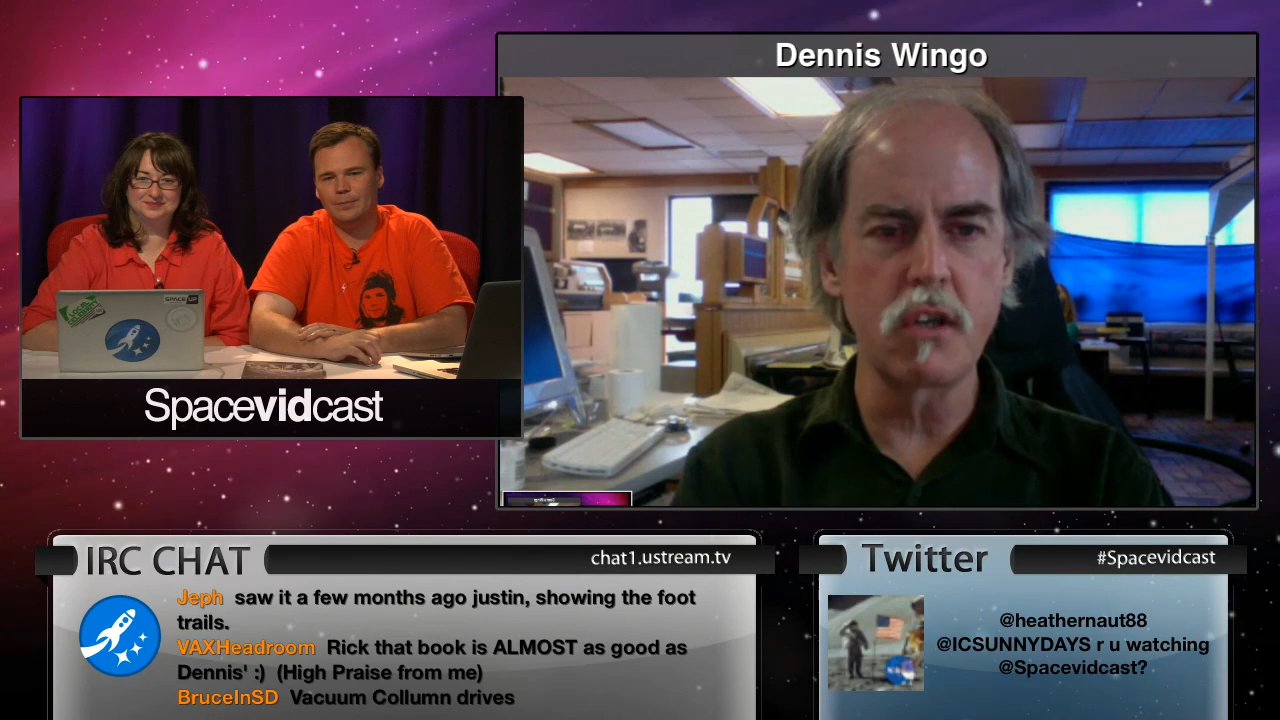 Dennis Wingo
Spacevidcast
IRC CHAT
chat1.ustream.tv
Jeph saw it a few months ago justin, showing the foot
trails.
VAXHeadroom Rick that book is ALMOST as good as
Dennis' :) (High Praise from me)
BruceInSD Vacuum Collumn drives
Twitter
#Spacevidcast
@heathernaut88
@ICSUNNYDAYS r u watching
@Spacevidcast?